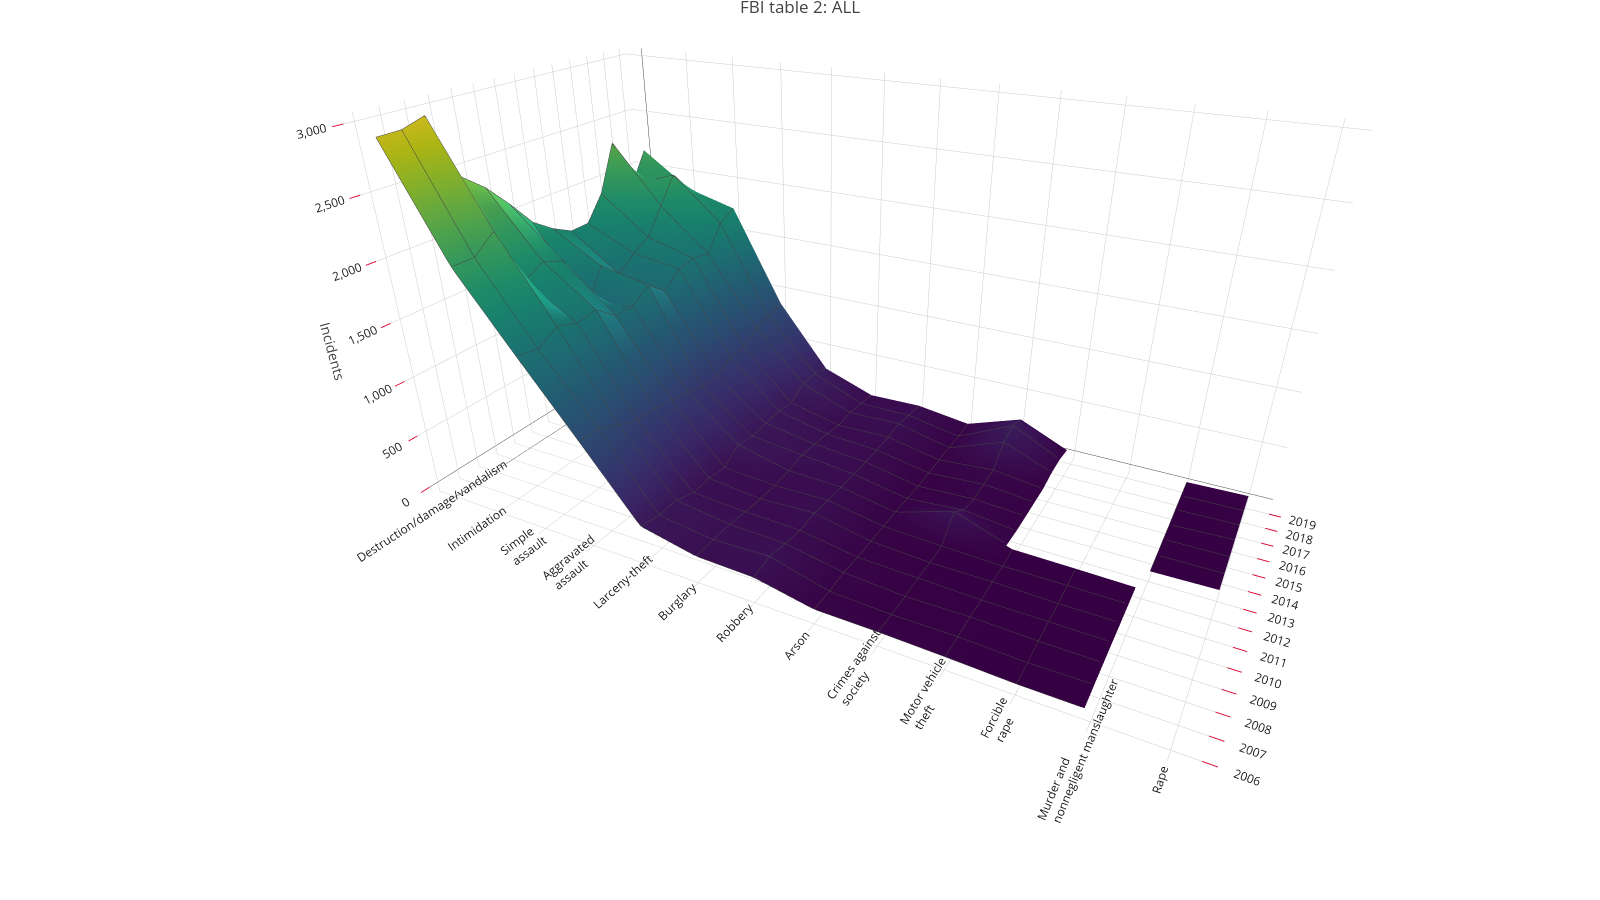 FBI table 2: ALL
3,000
2,500
2,000
1,500
1,000
500
0
Incidents
Destruction/damage/vandalism
Intimidation
Simple
assault
Aggravated
assault
Larceny-theft
Burglary
Robbery
Arson
Crimes against
society
Motor vehicle
theft
Forcible
rape
Murder and
nonnegligent manslaughter
Rape
2019
2018
2017
2016
2015
2014
2013
2012
2011
2010
2009
2008
2007
2006